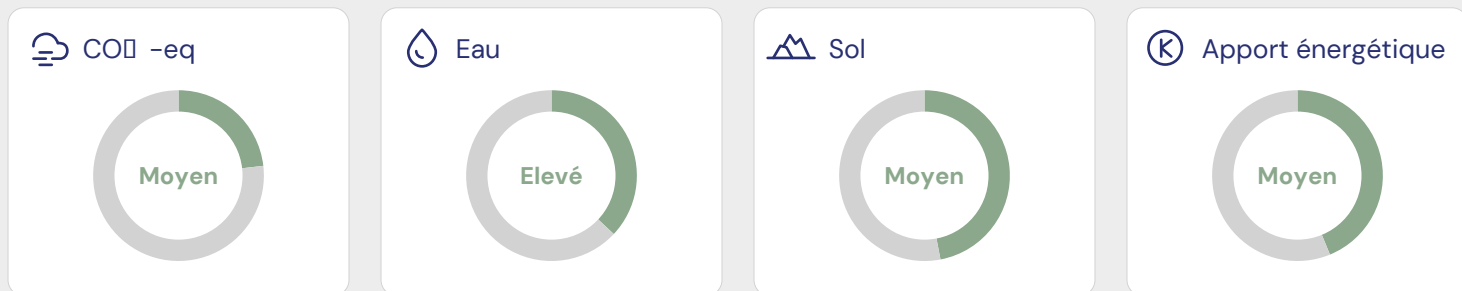 CO▯ -eq
Eau
Sol
Apport énergétique
Moyen
Elevé
Moyen
Moyen